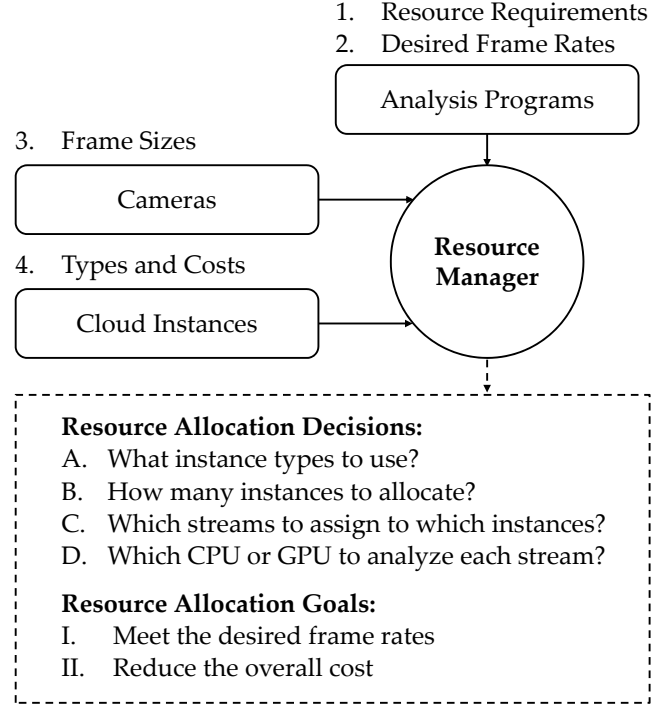 1. Resource Requirements
2. Desired Frame Rates
Analysis Programs
3. Frame Sizes
Cameras
4. Types and Costs
Cloud Instances
Resource
Manager
Resource Allocation Decisions:
A. What instance types to use?
B. How many instances to allocate?
C. Which streams to assign to which instances?
D. Which CPU or GPU to analyze each stream?
Resource Allocation Goals:
I. Meet the desired frame rates
II. Reduce the overall cost